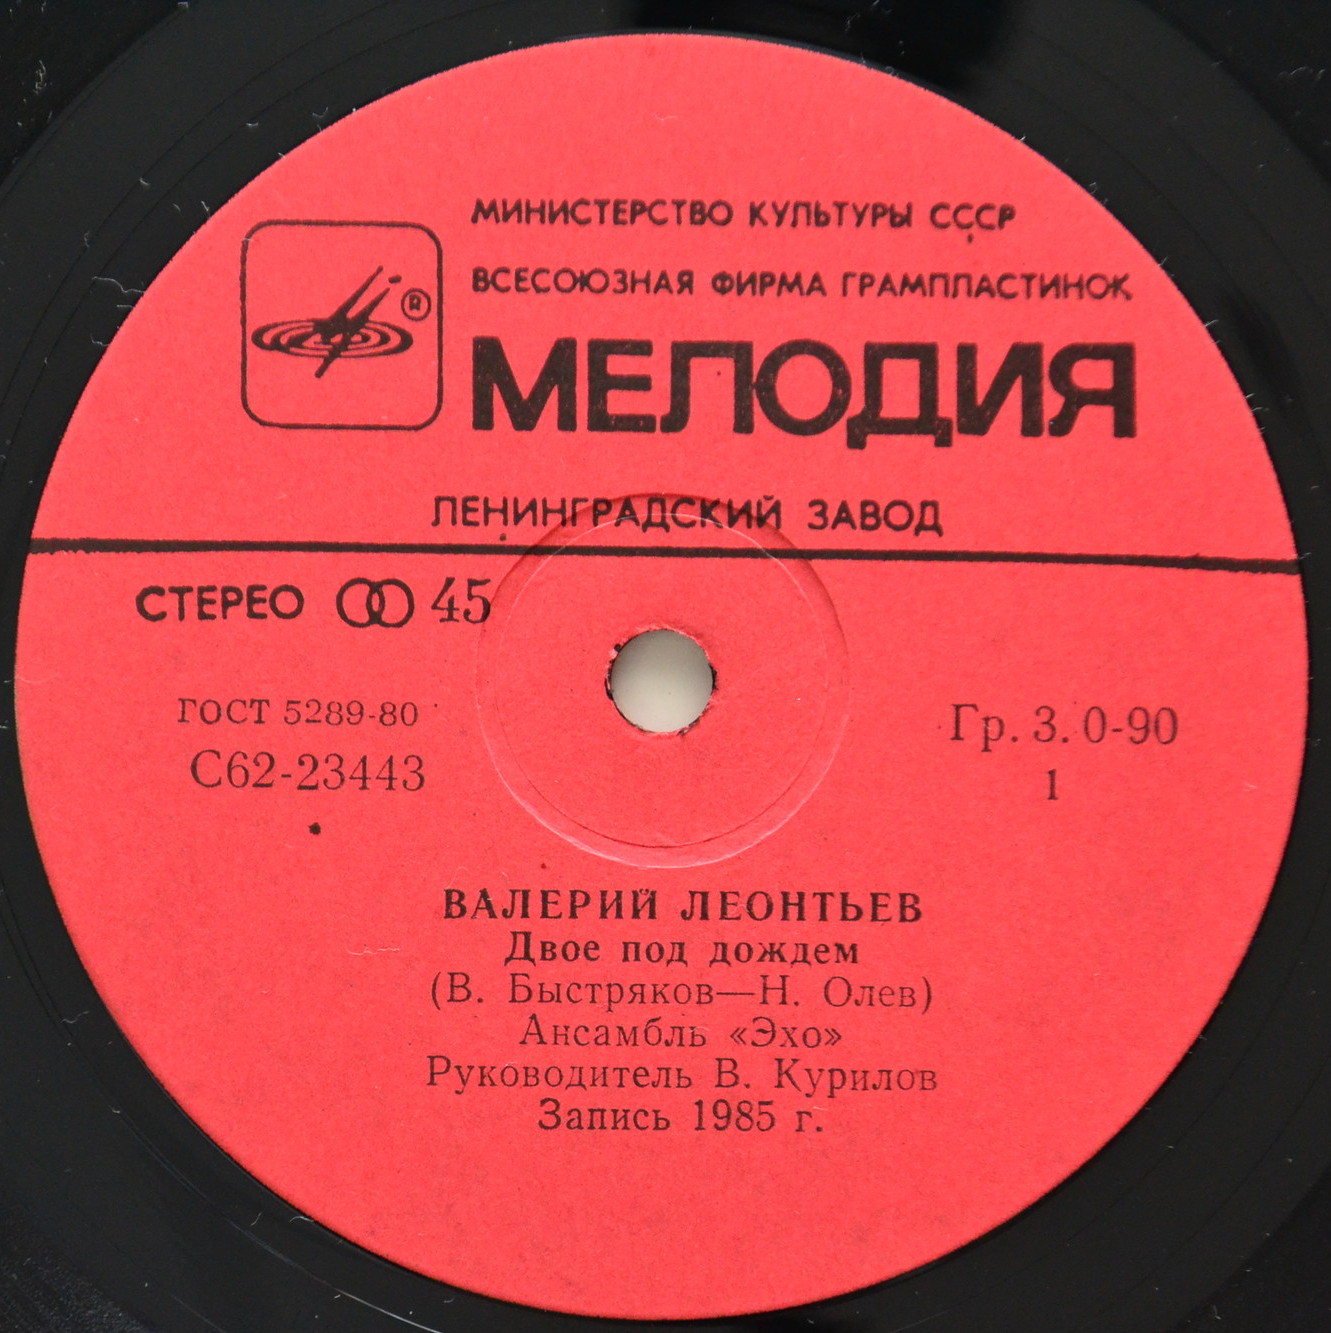 МИНИСТЕРСТВО КУЛЬТУРЫ СССР
ВСЕСОЮЗНАЯ ФИРМА ГРАМПЛАСТИНОК
®
МЕЛОДИЯ
ЛЕНИНГРАДСКИЙ ЗАВОД
СТЕРЕО 45
ГОСТ 5289-80
Гр. 3. 0-90
С62-23443
1
ВАЛЕРИЙ ЛЕОНТЬЕВ
Двое под дождем
(В. Быстряков—Н. Олев)
Ансамбль «Эхо»
Руководитель В. Курилов
Запись 1985 г.